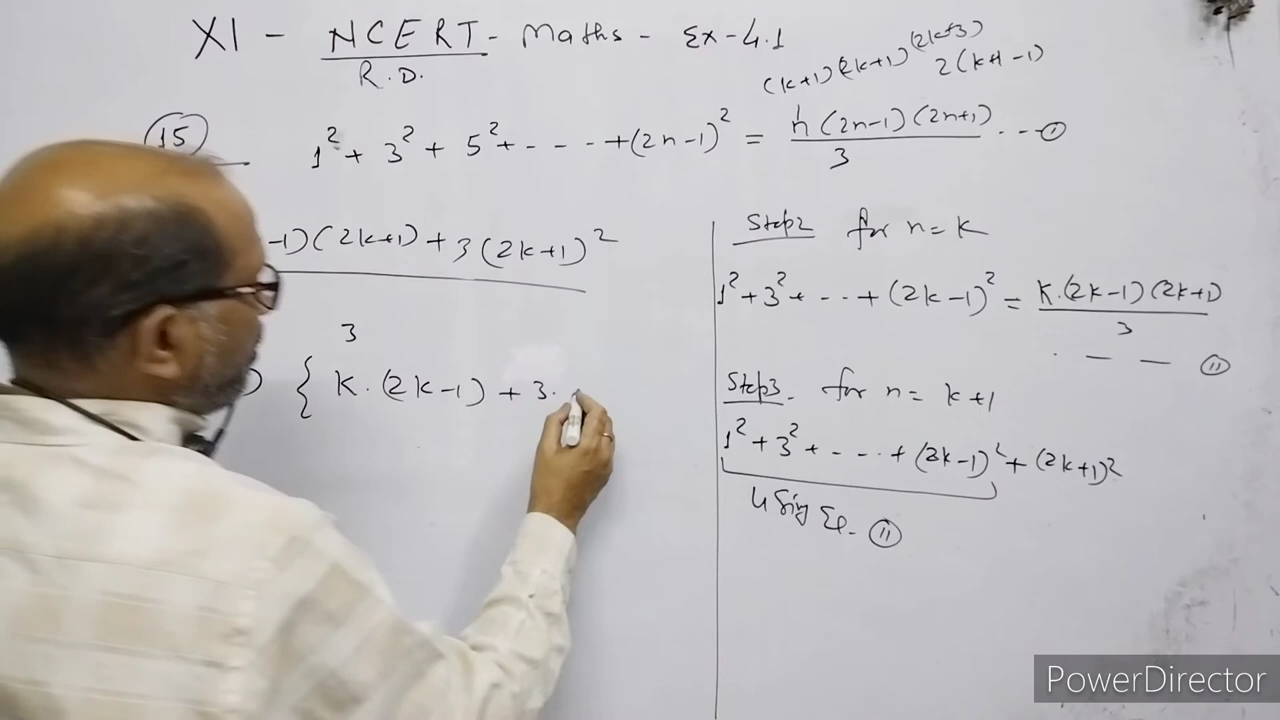 XI - NCERT - Maths - Ex-4.1
R.D.
(k+1)(2k+1)(2k+3)
2(k+1-1)
15
1² + 3² + 5² + - - - - + (2n-1)² = n(2n-1)(2n+1)/3 - - - (i)
-1)(2k+1) + 3(2k+1)²
3
) { K.(2k-1) + 3.
Step2 for n = k
1² + 3² + - - - + (2k-1)² = K.(2k-1)(2k+1)/3
. - - (ii)
Step3. for n = k+1
1² + 3² + - - - - + (2k-1)² + (2k+1)²
Using Eq. (ii)
PowerDirector